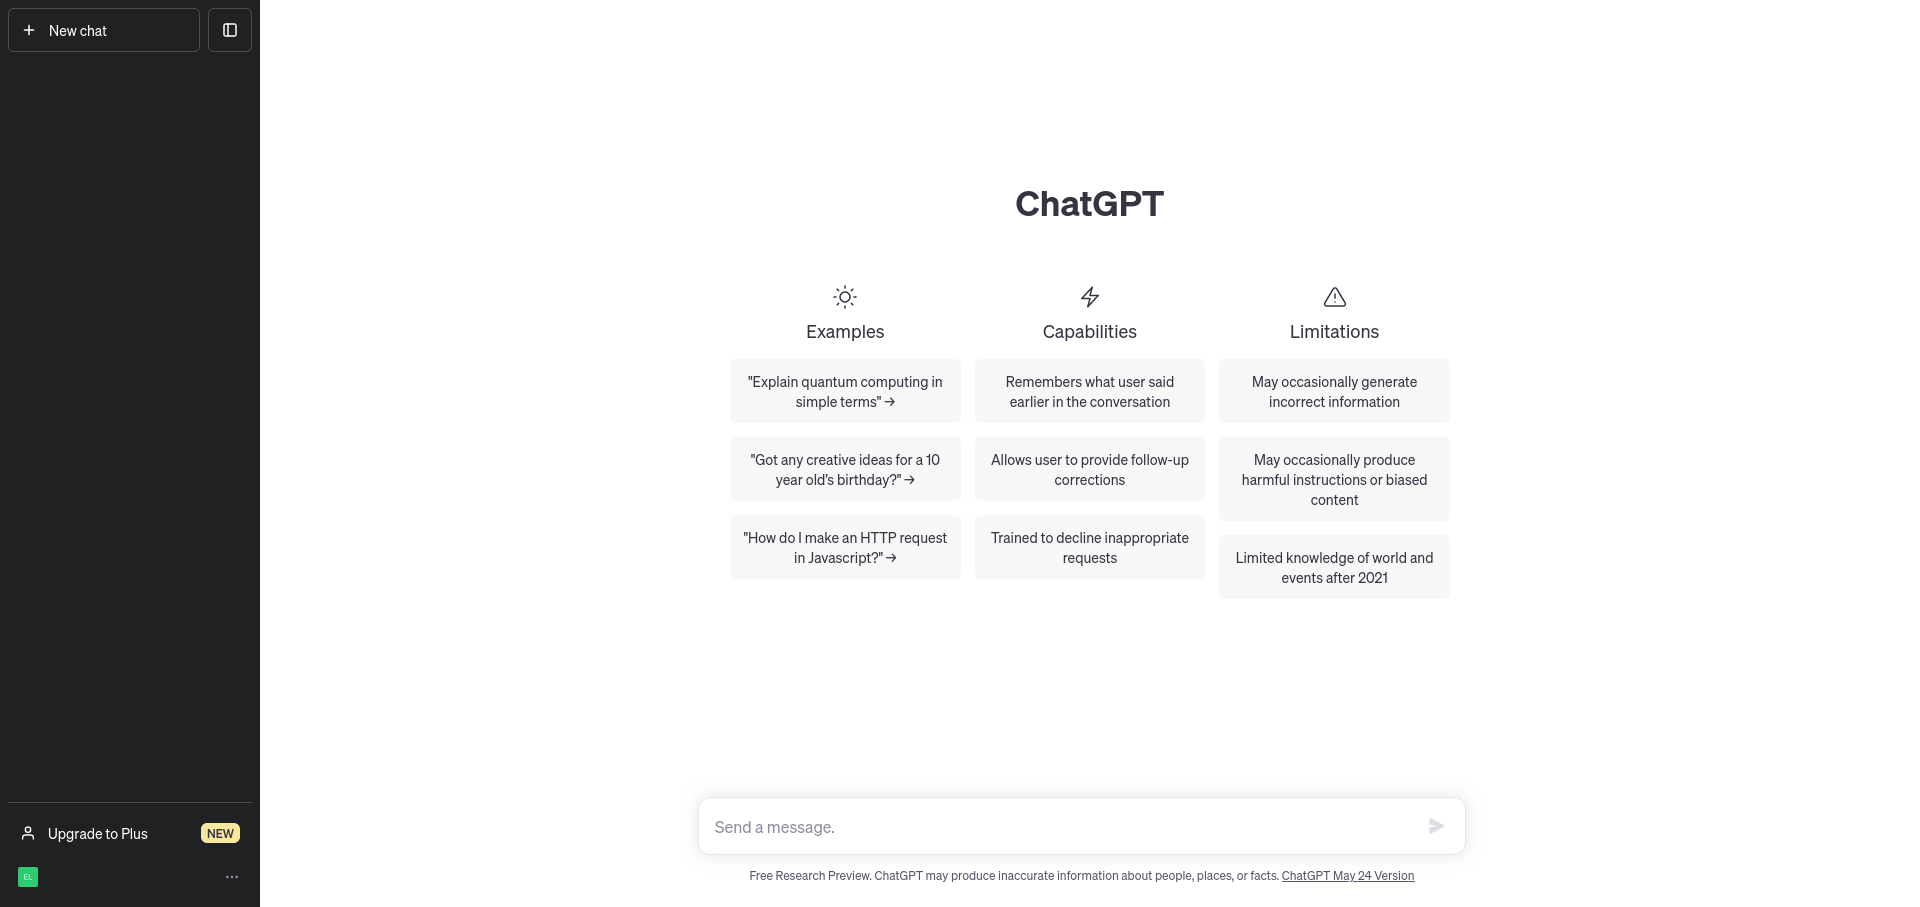 New chat
ChatGPT
Examples
"Explain quantum computing in
simple terms" →
"Got any creative ideas for a 10
year old's birthday?" →
"How do I make an HTTP request
in Javascript?" →
Capabilities
Remembers what user said
earlier in the conversation
Allows user to provide follow-up
corrections
Trained to decline inappropriate
requests
Limitations
May occasionally generate
incorrect information
May occasionally produce
harmful instructions or biased
content
Limited knowledge of world and
events after 2021
Upgrade to Plus NEW
EL
Send a message.
Free Research Preview. ChatGPT may produce inaccurate information about people, places, or facts. ChatGPT May 24 Version